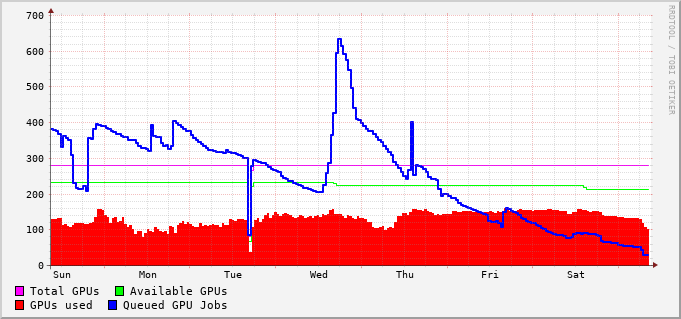 700
600
500
400
300
200
100
0
Sun Mon Tue Wed Thu Fri Sat
Total GPUs Available GPUs
GPUs used Queued GPU Jobs
RRDTOOL / TOBI OETIKER